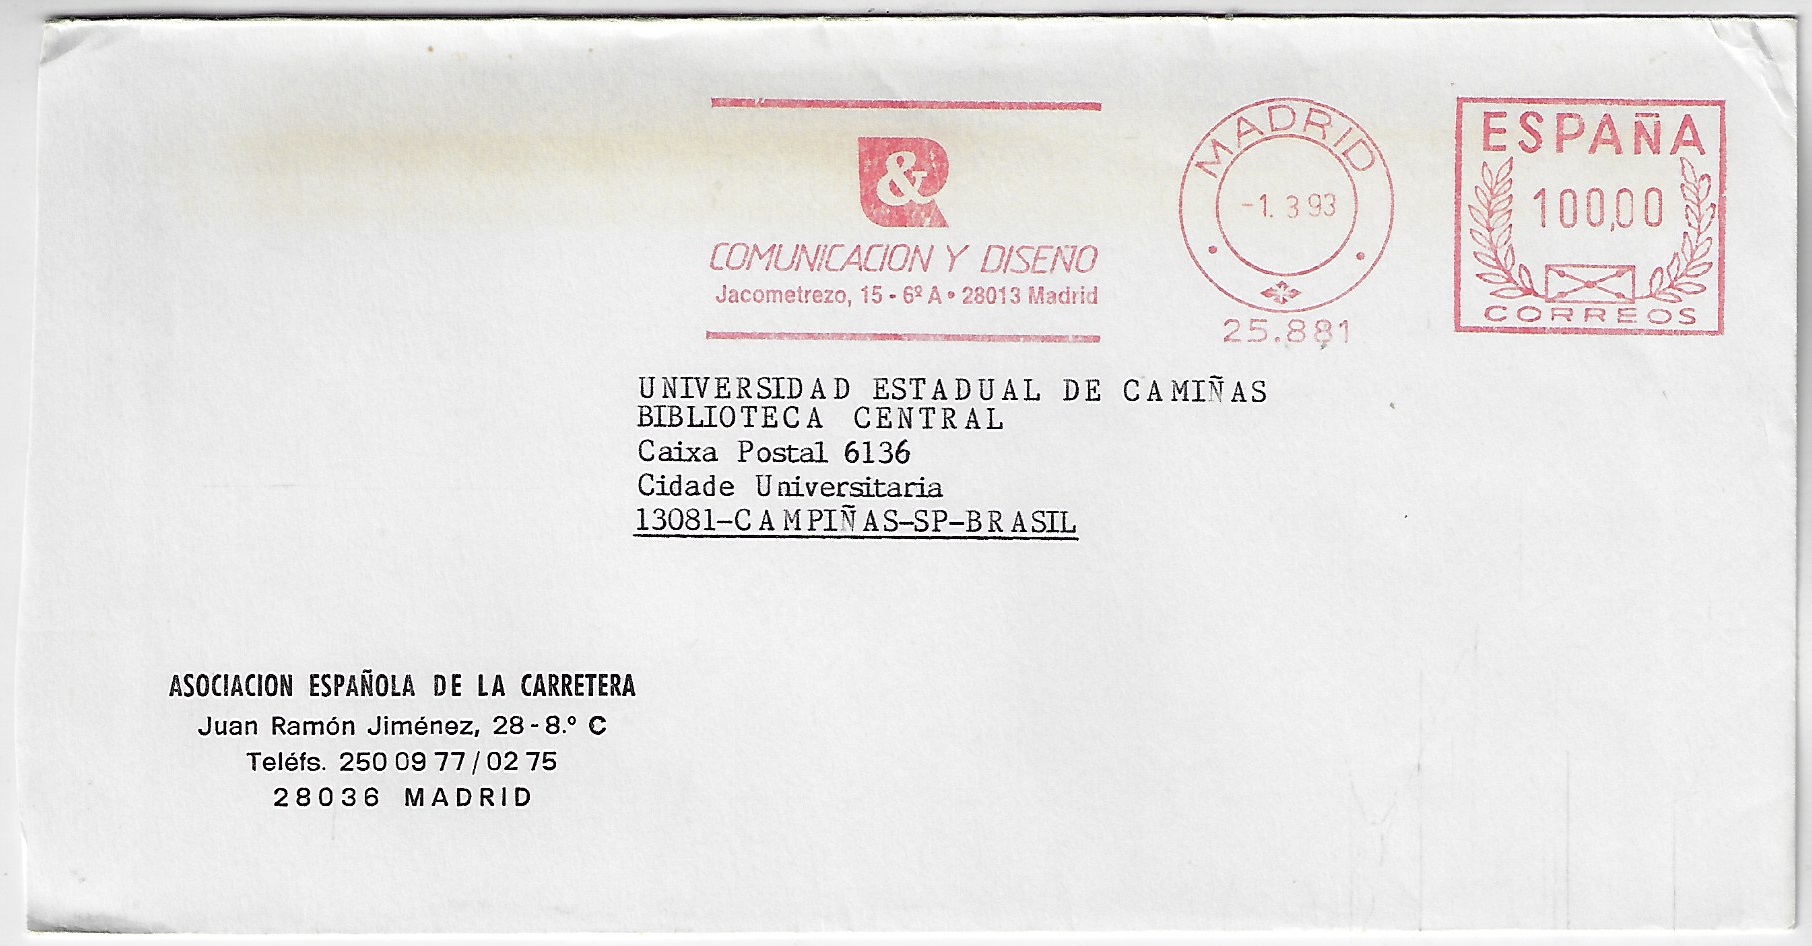 &
COMUNICACION Y DISEÑO
Jacometrezo, 15 - 6º A • 28013 Madrid
MADRID
-1. 3 93
25.881
ESPAÑA
100,00
CORREOS
UNIVERSIDAD ESTADUAL DE CAMIÑAS
BIBLIOTECA CENTRAL
Caixa Postal 6136
Cidade Universitaria
13081-CAMPIÑAS-SP-BRASIL
ASOCIACION ESPAÑOLA DE LA CARRETERA
Juan Ramón Jiménez, 28 - 8.º C
Teléfs. 250 09 77 / 02 75
28036 MADRID